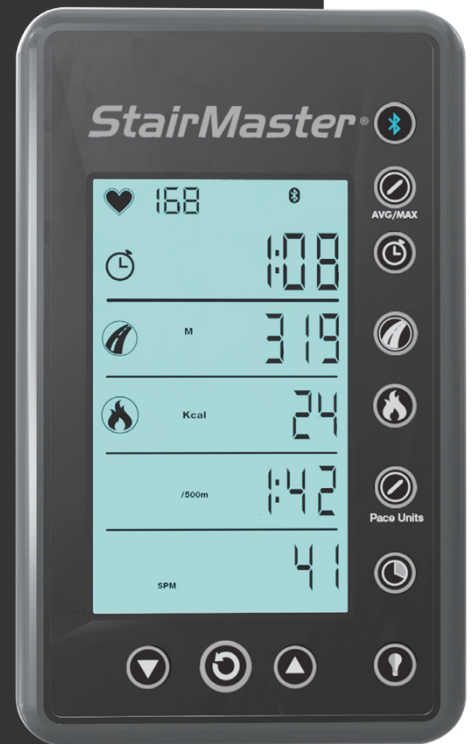 StairMaster®
AVG/MAX
168
1:08
M 319
Kcal 24
/500m 1:42
Pace Units
SPM 41